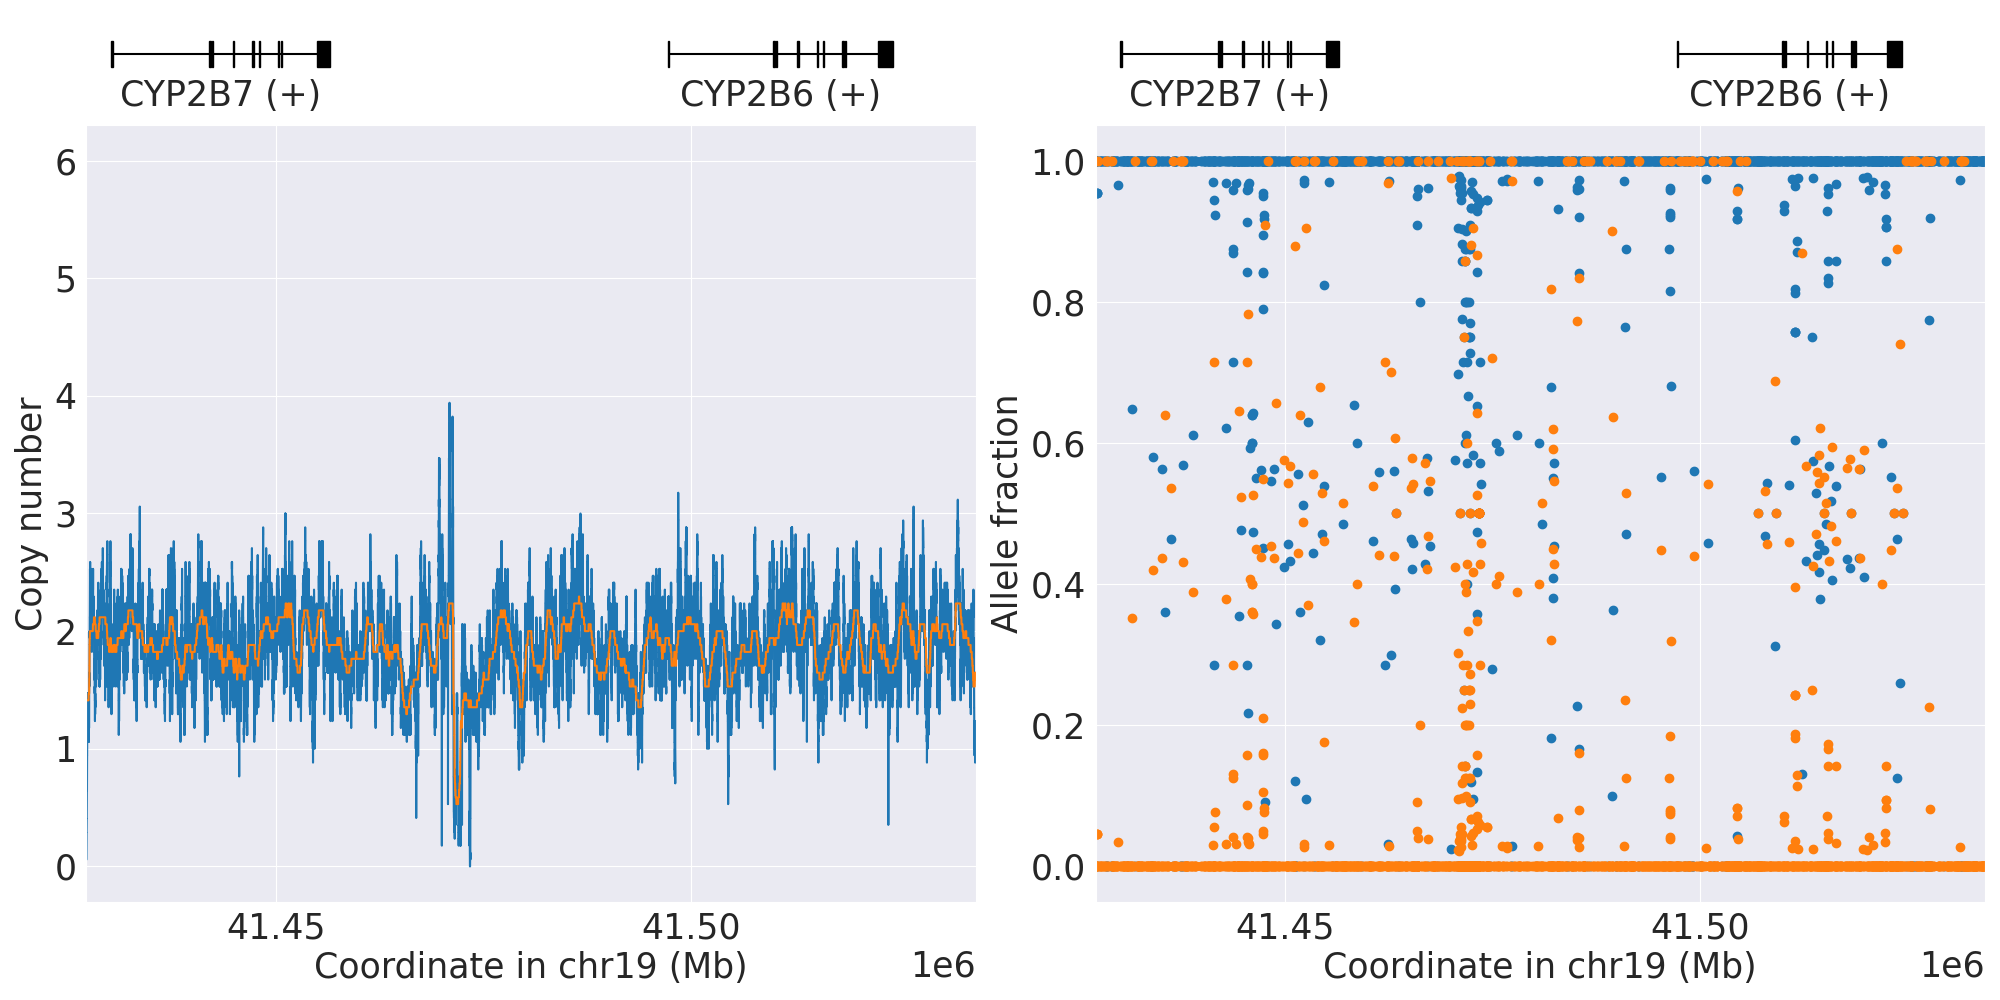 CYP2B7 (+) CYP2B6 (+)
CYP2B7 (+) CYP2B6 (+)
Copy number
6
5
4
3
2
1
0
41.45 41.50
Coordinate in chr19 (Mb) 1e6
Allele fraction
1.0
0.8
0.6
0.4
0.2
0.0
41.45 41.50
Coordinate in chr19 (Mb) 1e6